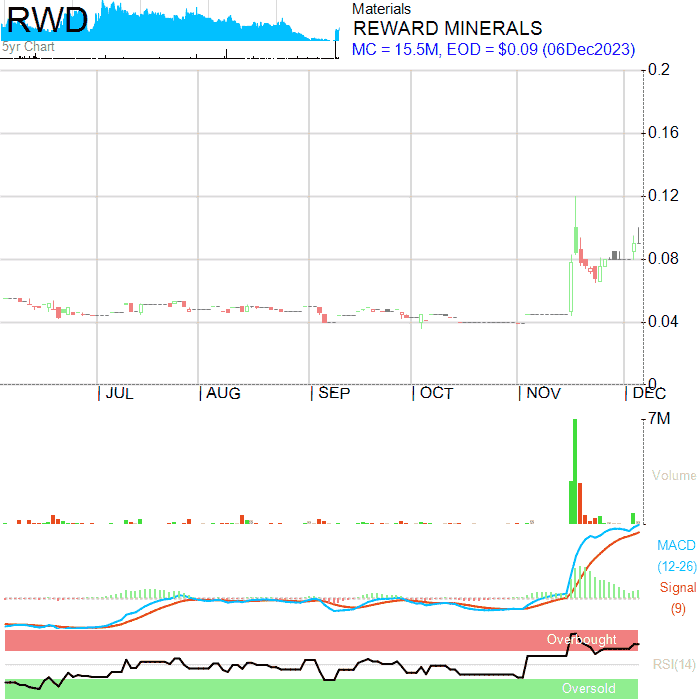 RWD
5yr Chart
Materials
REWARD MINERALS
MC = 15.5M, EOD = $0.09 (06Dec2023)
0.2
0.16
0.12
0.08
0.04
0
JUL
AUG
SEP
OCT
NOV
DEC
7M
Volume
MACD
(12-26)
Signal
(9)
Overbought
RSI(14)
Oversold